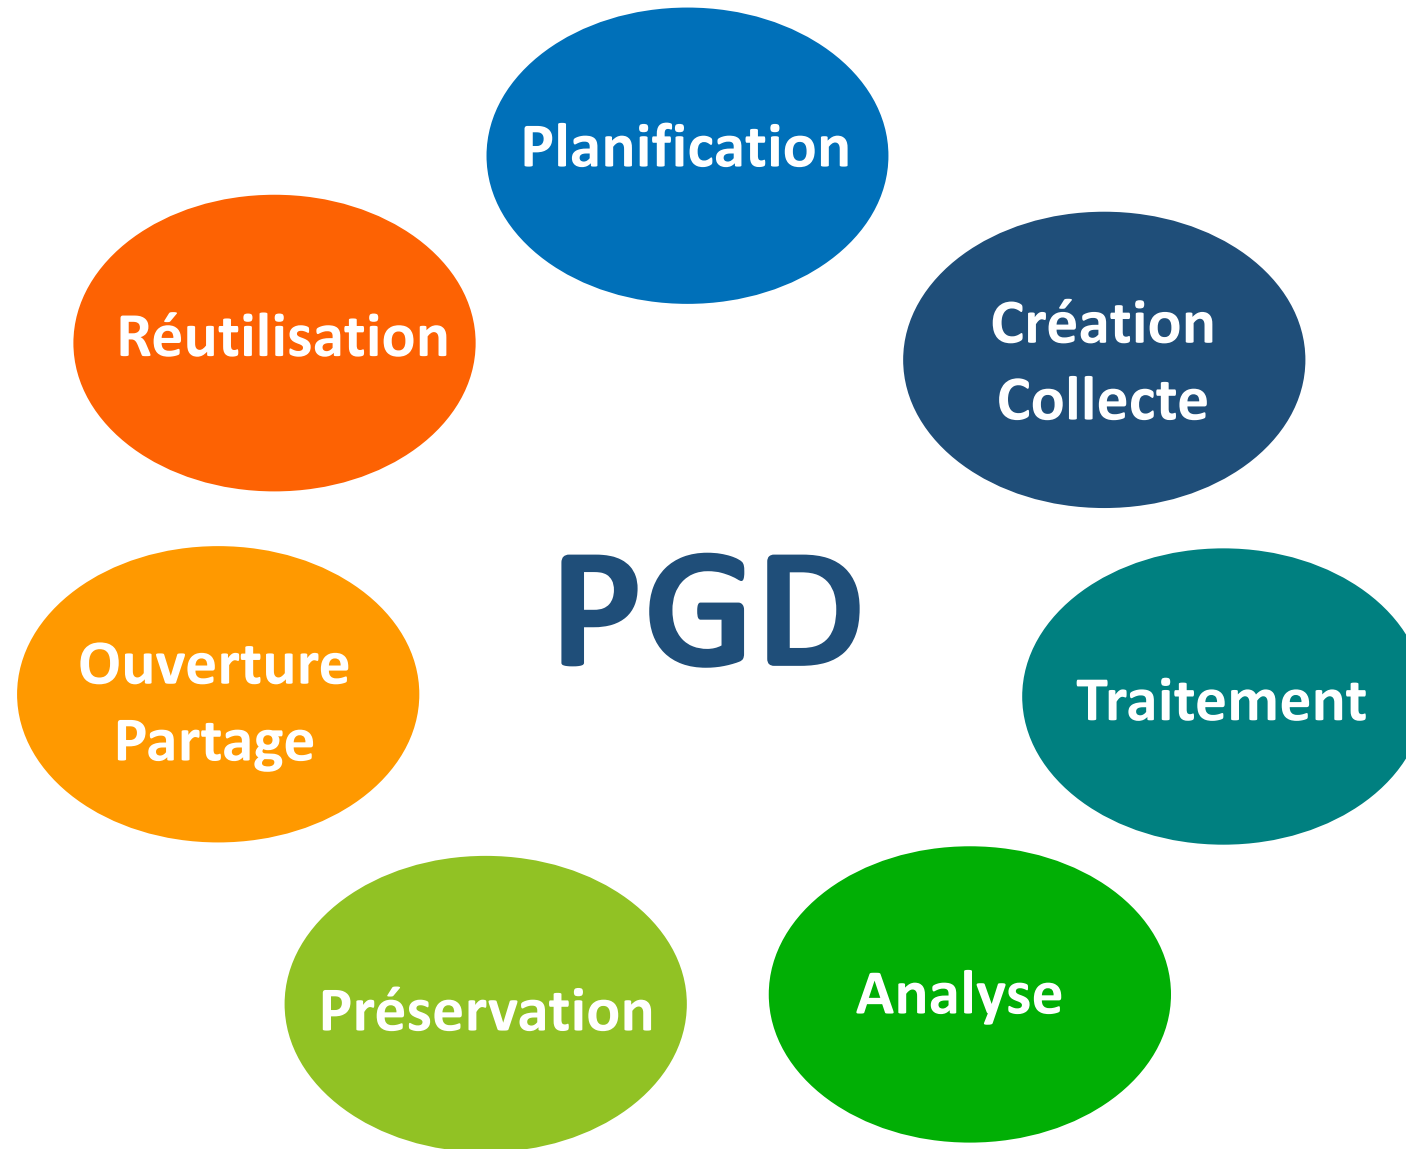 Planification
Création
Collecte
Traitement
Analyse
Préservation
Ouverture
Partage
Réutilisation
PGD